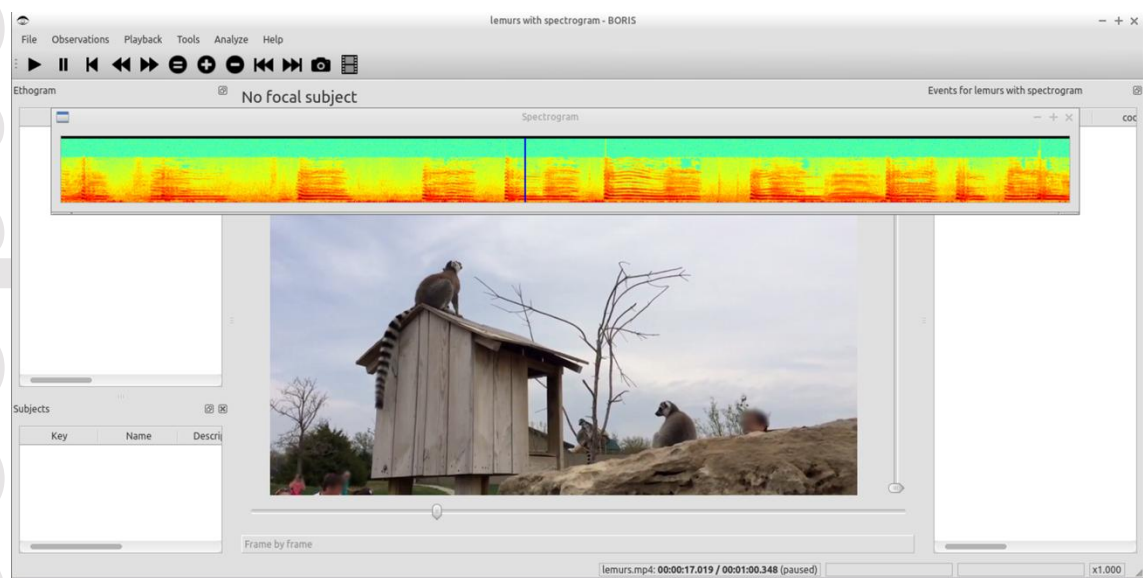 lemurs with spectrogram - BORIS
File Observations Playback Tools Analyze Help
Ethogram
No focal subject
Events for lemurs with spectrogram
Spectrogram
Subjects
Key Name
Frame by frame
lemurs.mp4: 00:00:17.019 / 00:01:00.348 (paused)
x1.000